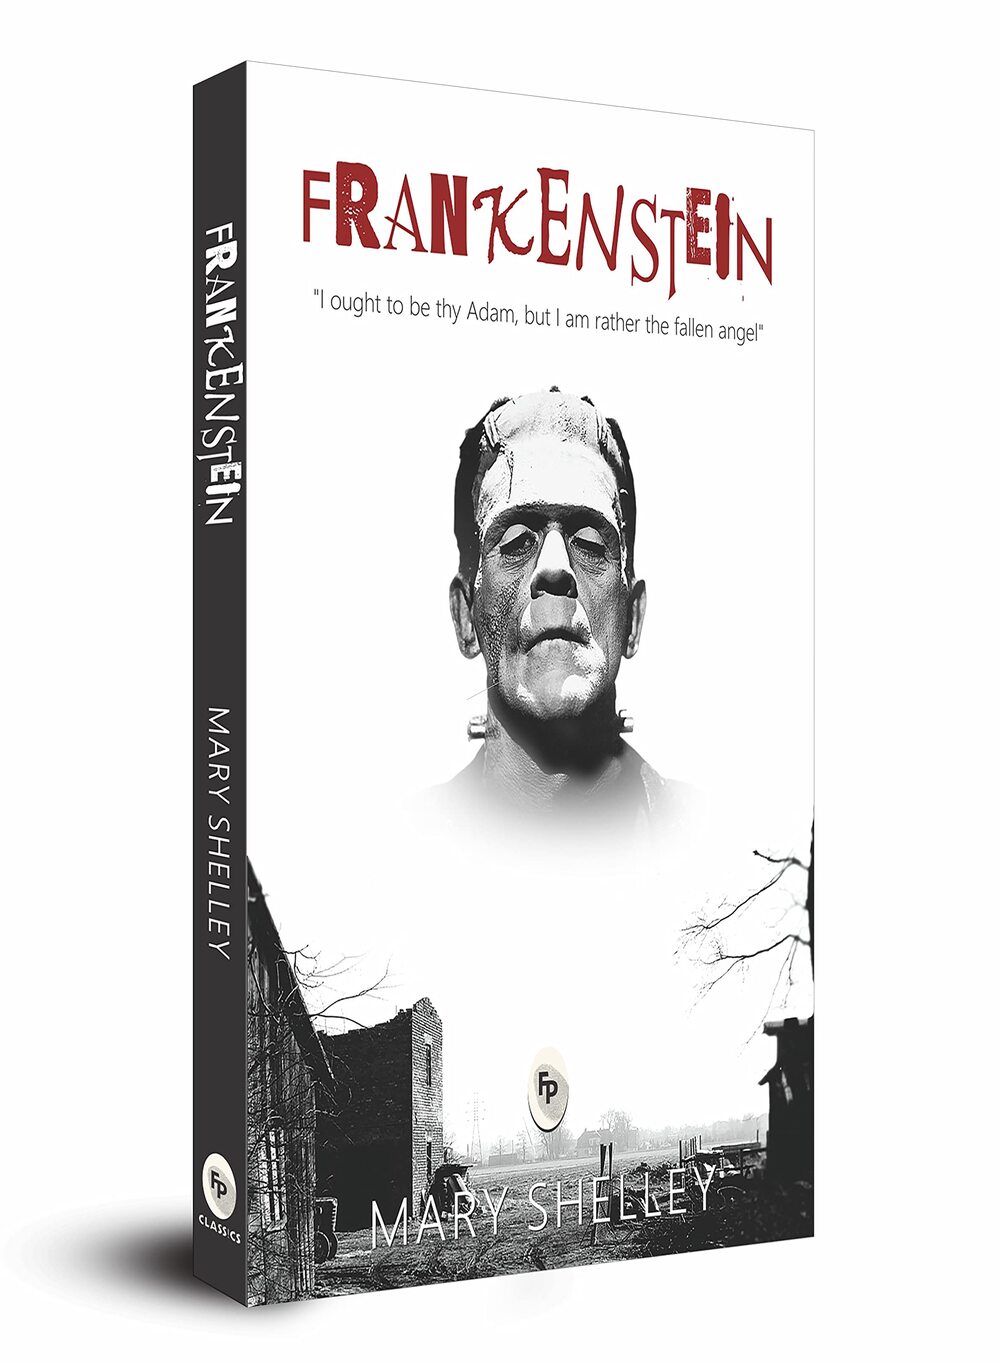 FRANKENSTEIN
"I ought to be thy Adam, but I am rather the fallen angel"
FP
MARY SHELLEY
FRANKENSTEIN
MARY SHELLEY
FP
CLASSICS